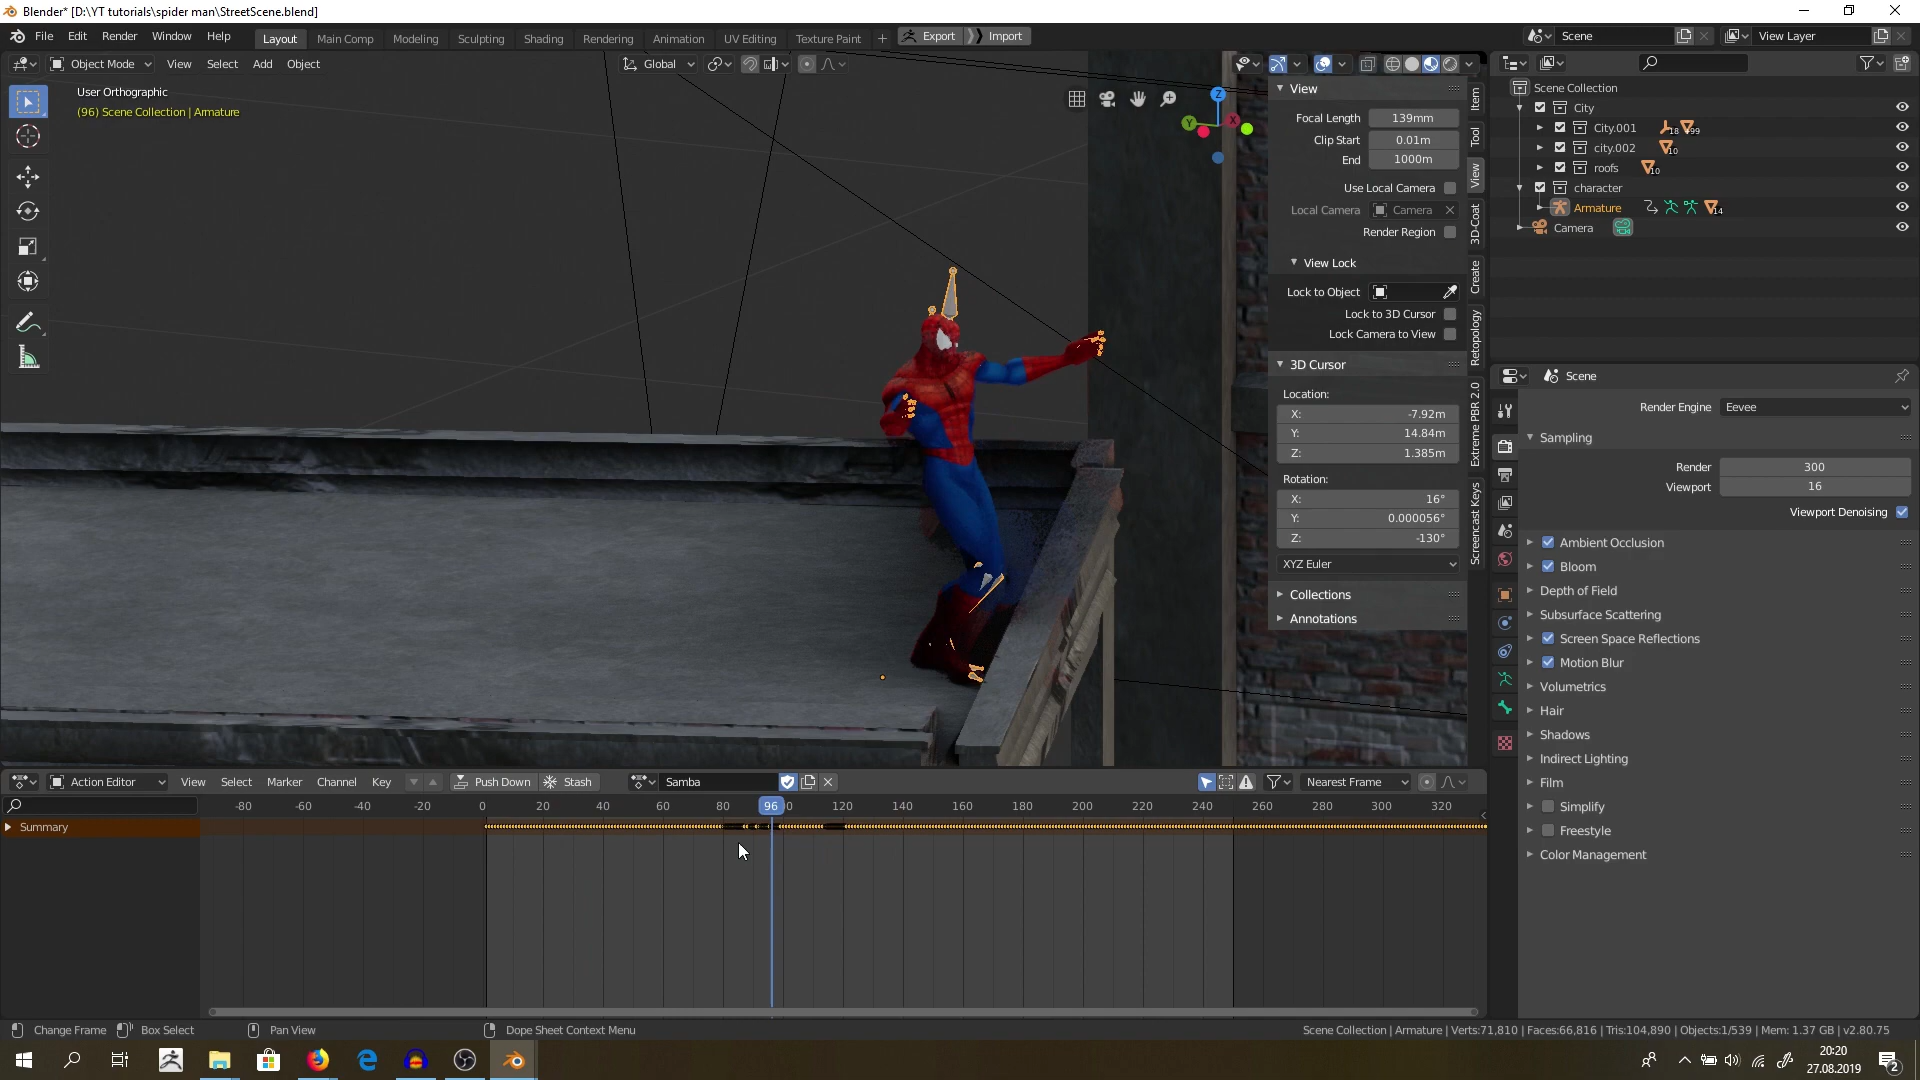 Blender* [D:\YT tutorials\spider man\StreetScene.blend]
File Edit Render Window Help
Layout Main Comp Modeling Sculpting Shading Rendering Animation UV Editing Texture Paint + Export Import
Scene View Layer
Object Mode View Select Add Object
Global
User Orthographic
(96) Scene Collection | Armature
Z
Y
X
View
Focal Length 139mm
Clip Start 0.01m
End 1000m
Use Local Camera
Local Camera Camera
Render Region
View Lock
Lock to Object
Lock to 3D Cursor
Lock Camera to View
3D Cursor
Location:
X: -7.92m
Y: 14.84m
Z: 1.385m
Rotation:
X: 16°
Y: 0.000056°
Z: -130°
XYZ Euler
Collections
Annotations
Item
Tool
View
3D-Coat
Create
Retopology
Extreme PBR 2.0
Screencast Keys
Scene Collection
City
City.001 18 99
city.002 10
roofs 10
character
Armature 14
Camera
Scene
Render Engine Eevee
Sampling
Render 300
Viewport 16
Viewport Denoising
Ambient Occlusion
Bloom
Depth of Field
Subsurface Scattering
Screen Space Reflections
Motion Blur
Volumetrics
Hair
Shadows
Indirect Lighting
Film
Simplify
Freestyle
Color Management
Action Editor View Select Marker Channel Key Push Down Stash Samba Nearest Frame
-80 -60 -40 -20 0 20 40 60 80 96 120 140 160 180 200 220 240 260 280 300 320
Summary
Change Frame Box Select Pan View Dope Sheet Context Menu
Scene Collection | Armature | Verts:71,810 | Faces:66,816 | Tris:104,890 | Objects:1/539 | Mem: 1.37 GB | v2.80.75
20:20
27.08.2019
2